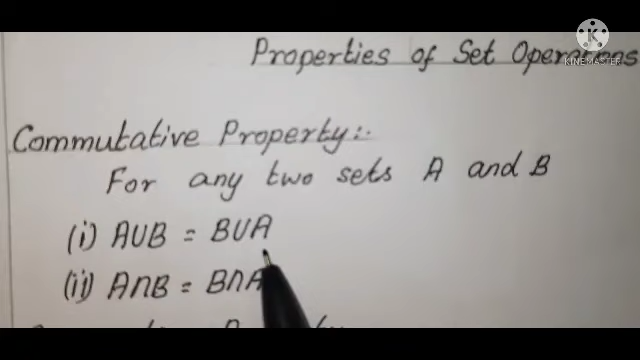 KINEMASTER
Properties of Set Operations
Commutative Property:-
For any two sets A and B
(i) A∪B = B∪A
(ii) A∩B = B∩A